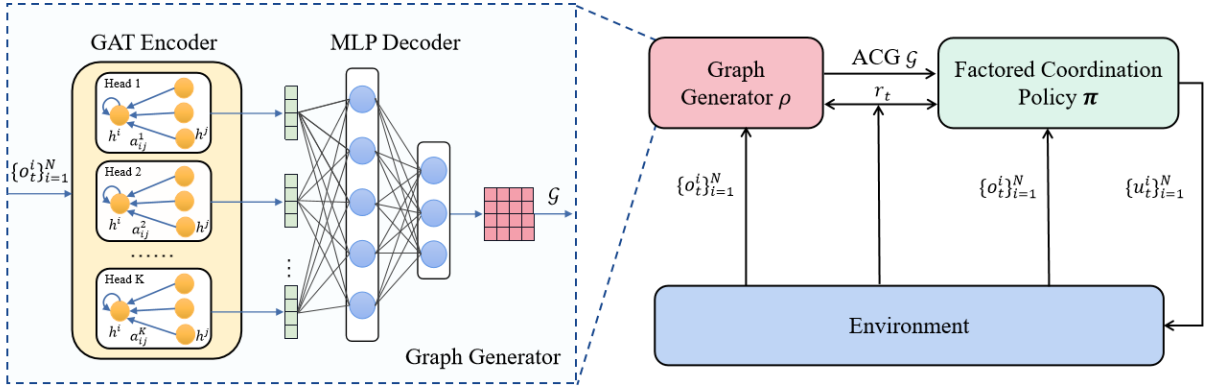 GAT Encoder
MLP Decoder
Head 1
h^i
a_{ij}^1
h^j
Head 2
h^i
a_{ij}^2
h^j
......
Head K
h^i
a_{ij}^K
h^j
{o_t^i}_{i=1}^N
⋮
𝒢
Graph Generator
Graph
Generator ρ
ACG 𝒢
r_t
Factored Coordination
Policy π
{o_t^i}_{i=1}^N
{o_t^i}_{i=1}^N
{u_t^i}_{i=1}^N
Environment